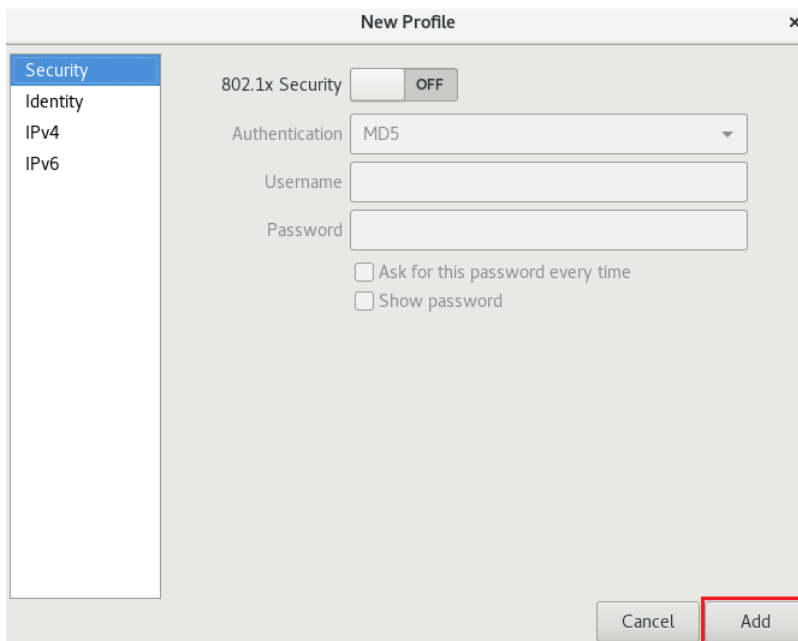 New Profile ×
Security
Identity
IPv4
IPv6
802.1x Security OFF
Authentication MD5
Username
Password
Ask for this password every time
Show password
Cancel Add